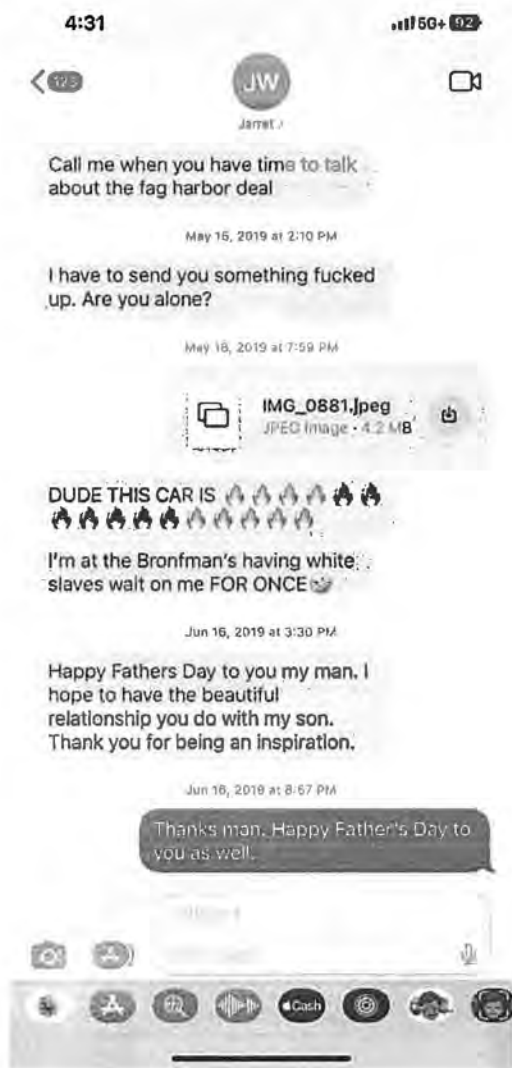 4:31
5G+ 92
123
JW
Jarret
Call me when you have time to talk
about the fag harbor deal
May 15, 2019 at 2:10 PM
I have to send you something fucked
up. Are you alone?
May 18, 2019 at 7:59 PM
IMG_0881.jpeg
JPEG Image · 4.2 MB
DUDE THIS CAR IS 🔥🔥🔥🔥🔥🔥
🔥🔥🔥🔥🔥🔥🔥🔥🔥🔥
I'm at the Bronfman's having white
slaves wait on me FOR ONCE
Jun 16, 2019 at 3:30 PM
Happy Fathers Day to you my man. I
hope to have the beautiful
relationship you do with my son.
Thank you for being an inspiration.
Jun 16, 2019 at 8:57 PM
Thanks man. Happy Father's Day to
you as well.
Cash